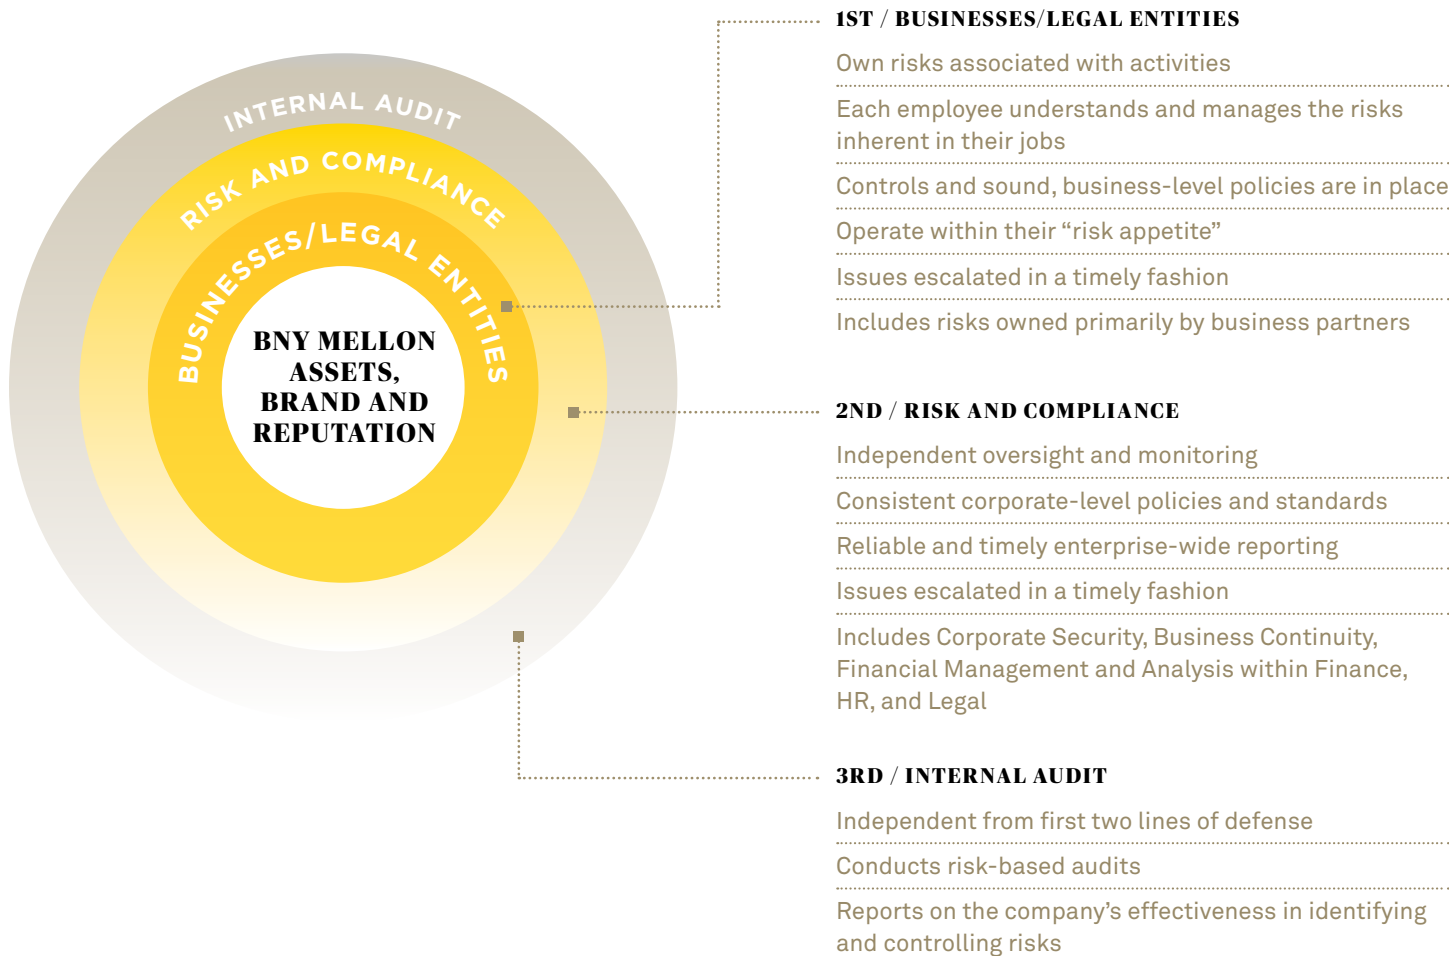 INTERNAL AUDIT
RISK AND COMPLIANCE
BUSINESSES/LEGAL ENTITIES
BNY MELLON
ASSETS,
BRAND AND
REPUTATION
1ST / BUSINESSES/LEGAL ENTITIES
Own risks associated with activities
Each employee understands and manages the risks
inherent in their jobs
Controls and sound, business-level policies are in place
Operate within their “risk appetite”
Issues escalated in a timely fashion
Includes risks owned primarily by business partners
2ND / RISK AND COMPLIANCE
Independent oversight and monitoring
Consistent corporate-level policies and standards
Reliable and timely enterprise-wide reporting
Issues escalated in a timely fashion
Includes Corporate Security, Business Continuity,
Financial Management and Analysis within Finance,
HR, and Legal
3RD / INTERNAL AUDIT
Independent from first two lines of defense
Conducts risk-based audits
Reports on the company’s effectiveness in identifying
and controlling risks